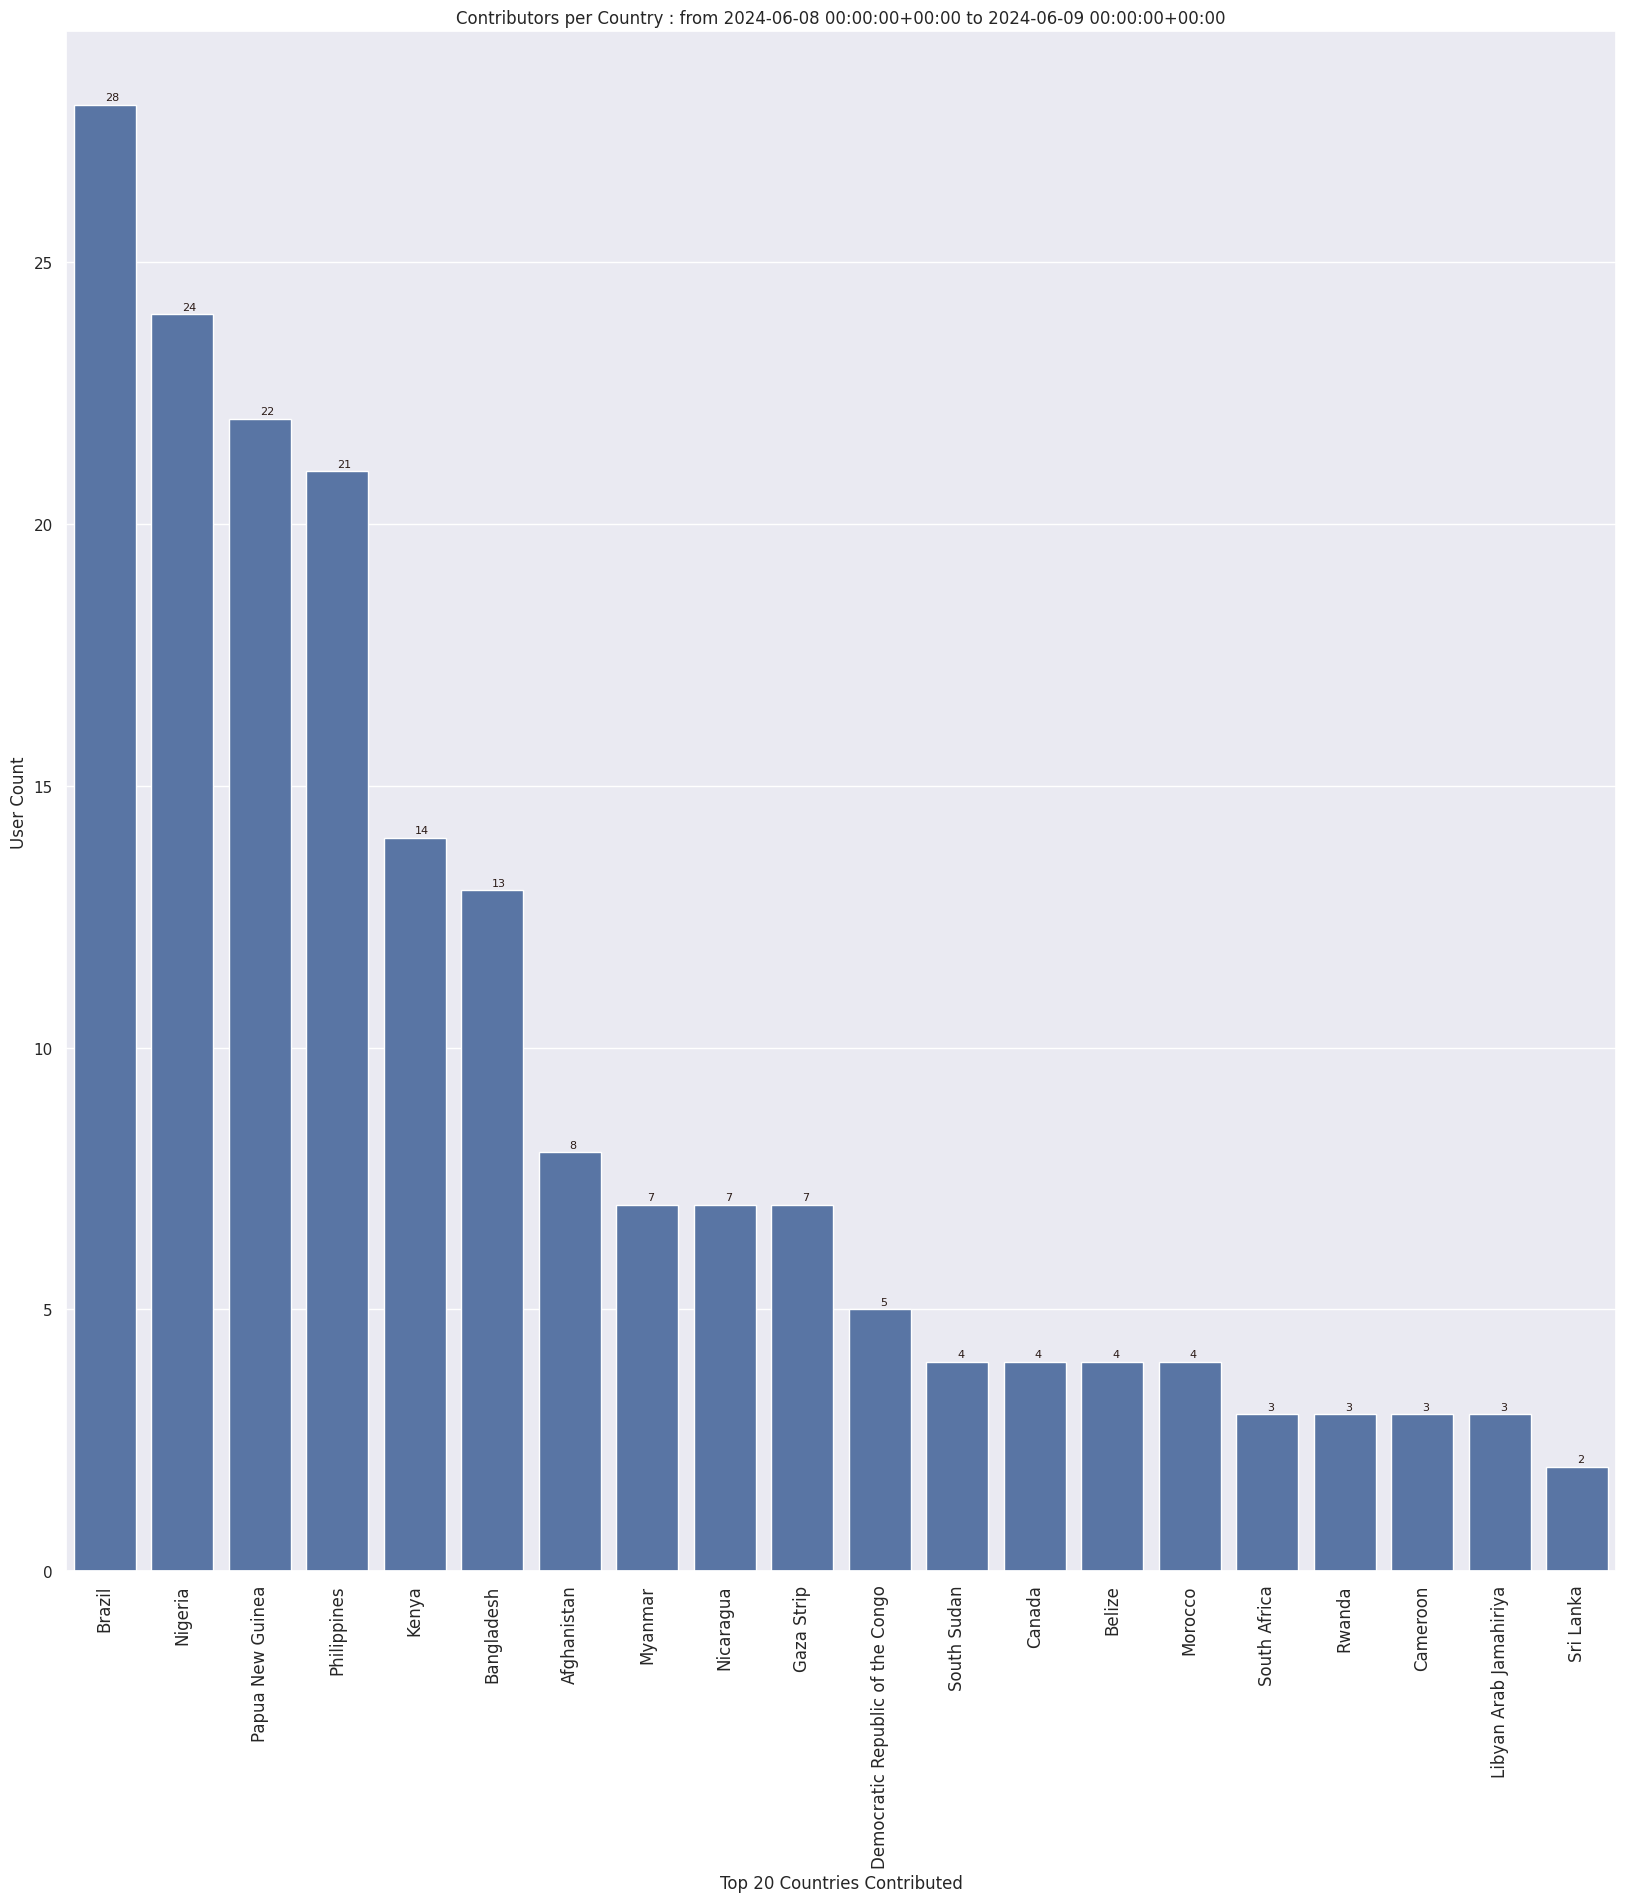 Contributors per Country : from 2024-06-08 00:00:00+00:00 to 2024-06-09 00:00:00+00:00
User Count
25
20
15
10
5
0
28
24
22
21
14
13
8
7
7
7
5
4
4
4
4
3
3
3
3
2
Brazil
Nigeria
Papua New Guinea
Philippines
Kenya
Bangladesh
Afghanistan
Myanmar
Nicaragua
Gaza Strip
Democratic Republic of the Congo
South Sudan
Canada
Belize
Morocco
South Africa
Rwanda
Cameroon
Libyan Arab Jamahiriya
Sri Lanka
Top 20 Countries Contributed